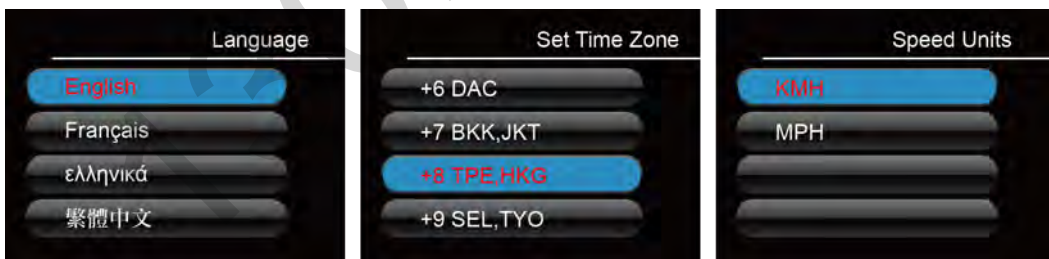 Language
English
Français
ελληνικά
繁體中文
Set Time Zone
+6 DAC
+7 BKK,JKT
+8 TPE,HKG
+9 SEL,TYO
Speed Units
KMH
MPH